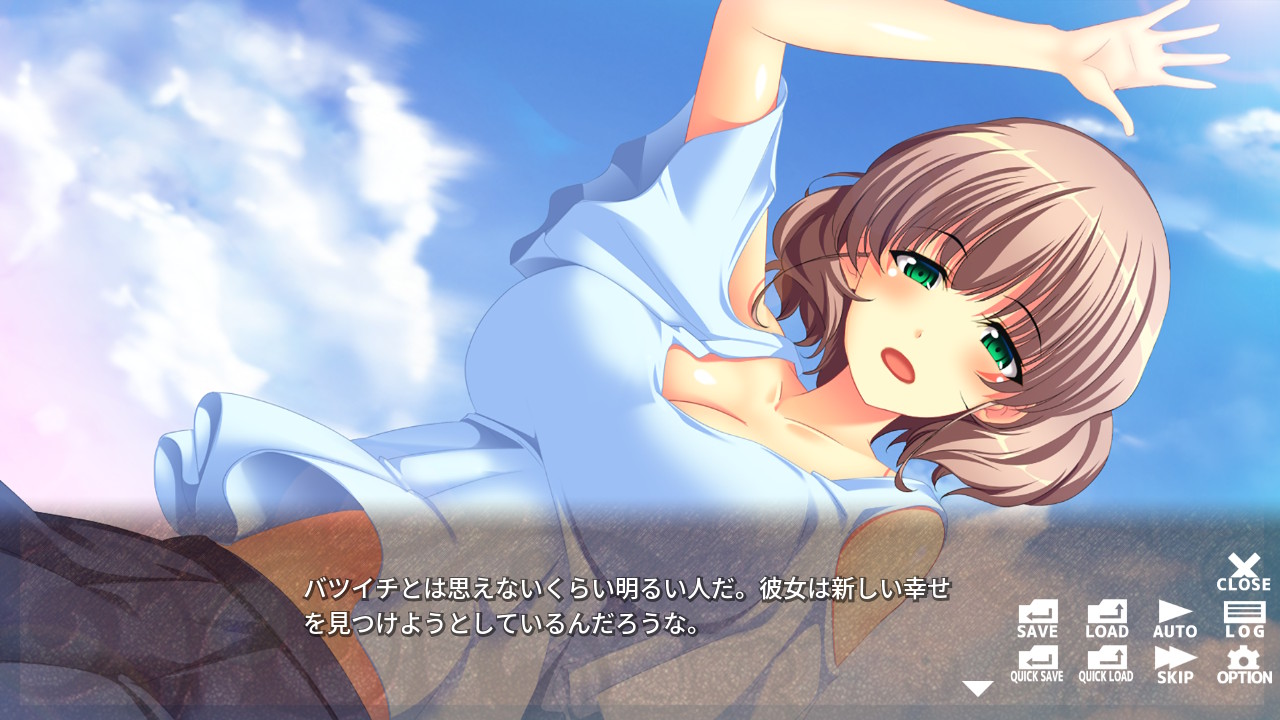 バツイチとは思えないくらい明るい人だ。彼女は新しい幸せ
を見つけようとしているんだろうな。
CLOSE
SAVE LOAD AUTO LOG
QUICK SAVE QUICK LOAD SKIP OPTION